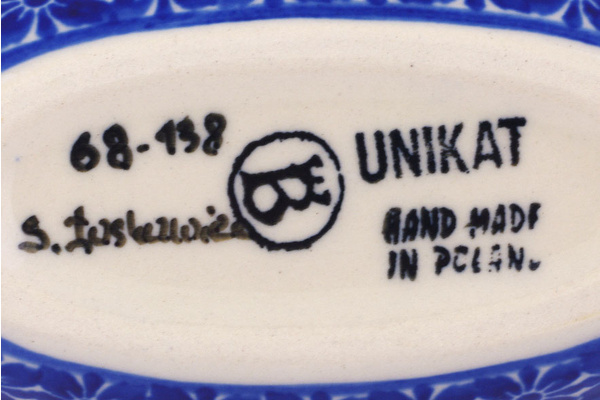 68-138
S.
B
UNIKAT
HAND MADE
IN POLAND